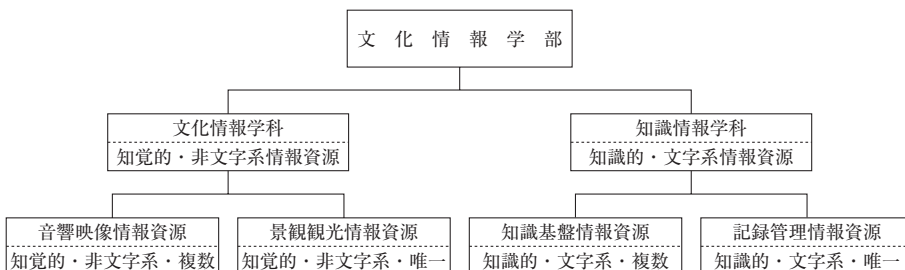 文化情報学部
文化情報学科
知覚的・非文字系情報資源
知識情報学科
知識的・文字系情報資源
音響映像情報資源
知覚的・非文字系・複数
景観観光情報資源
知覚的・非文字系・唯一
知識基盤情報資源
知識的・文字系・複数
記録管理情報資源
知識的・文字系・唯一